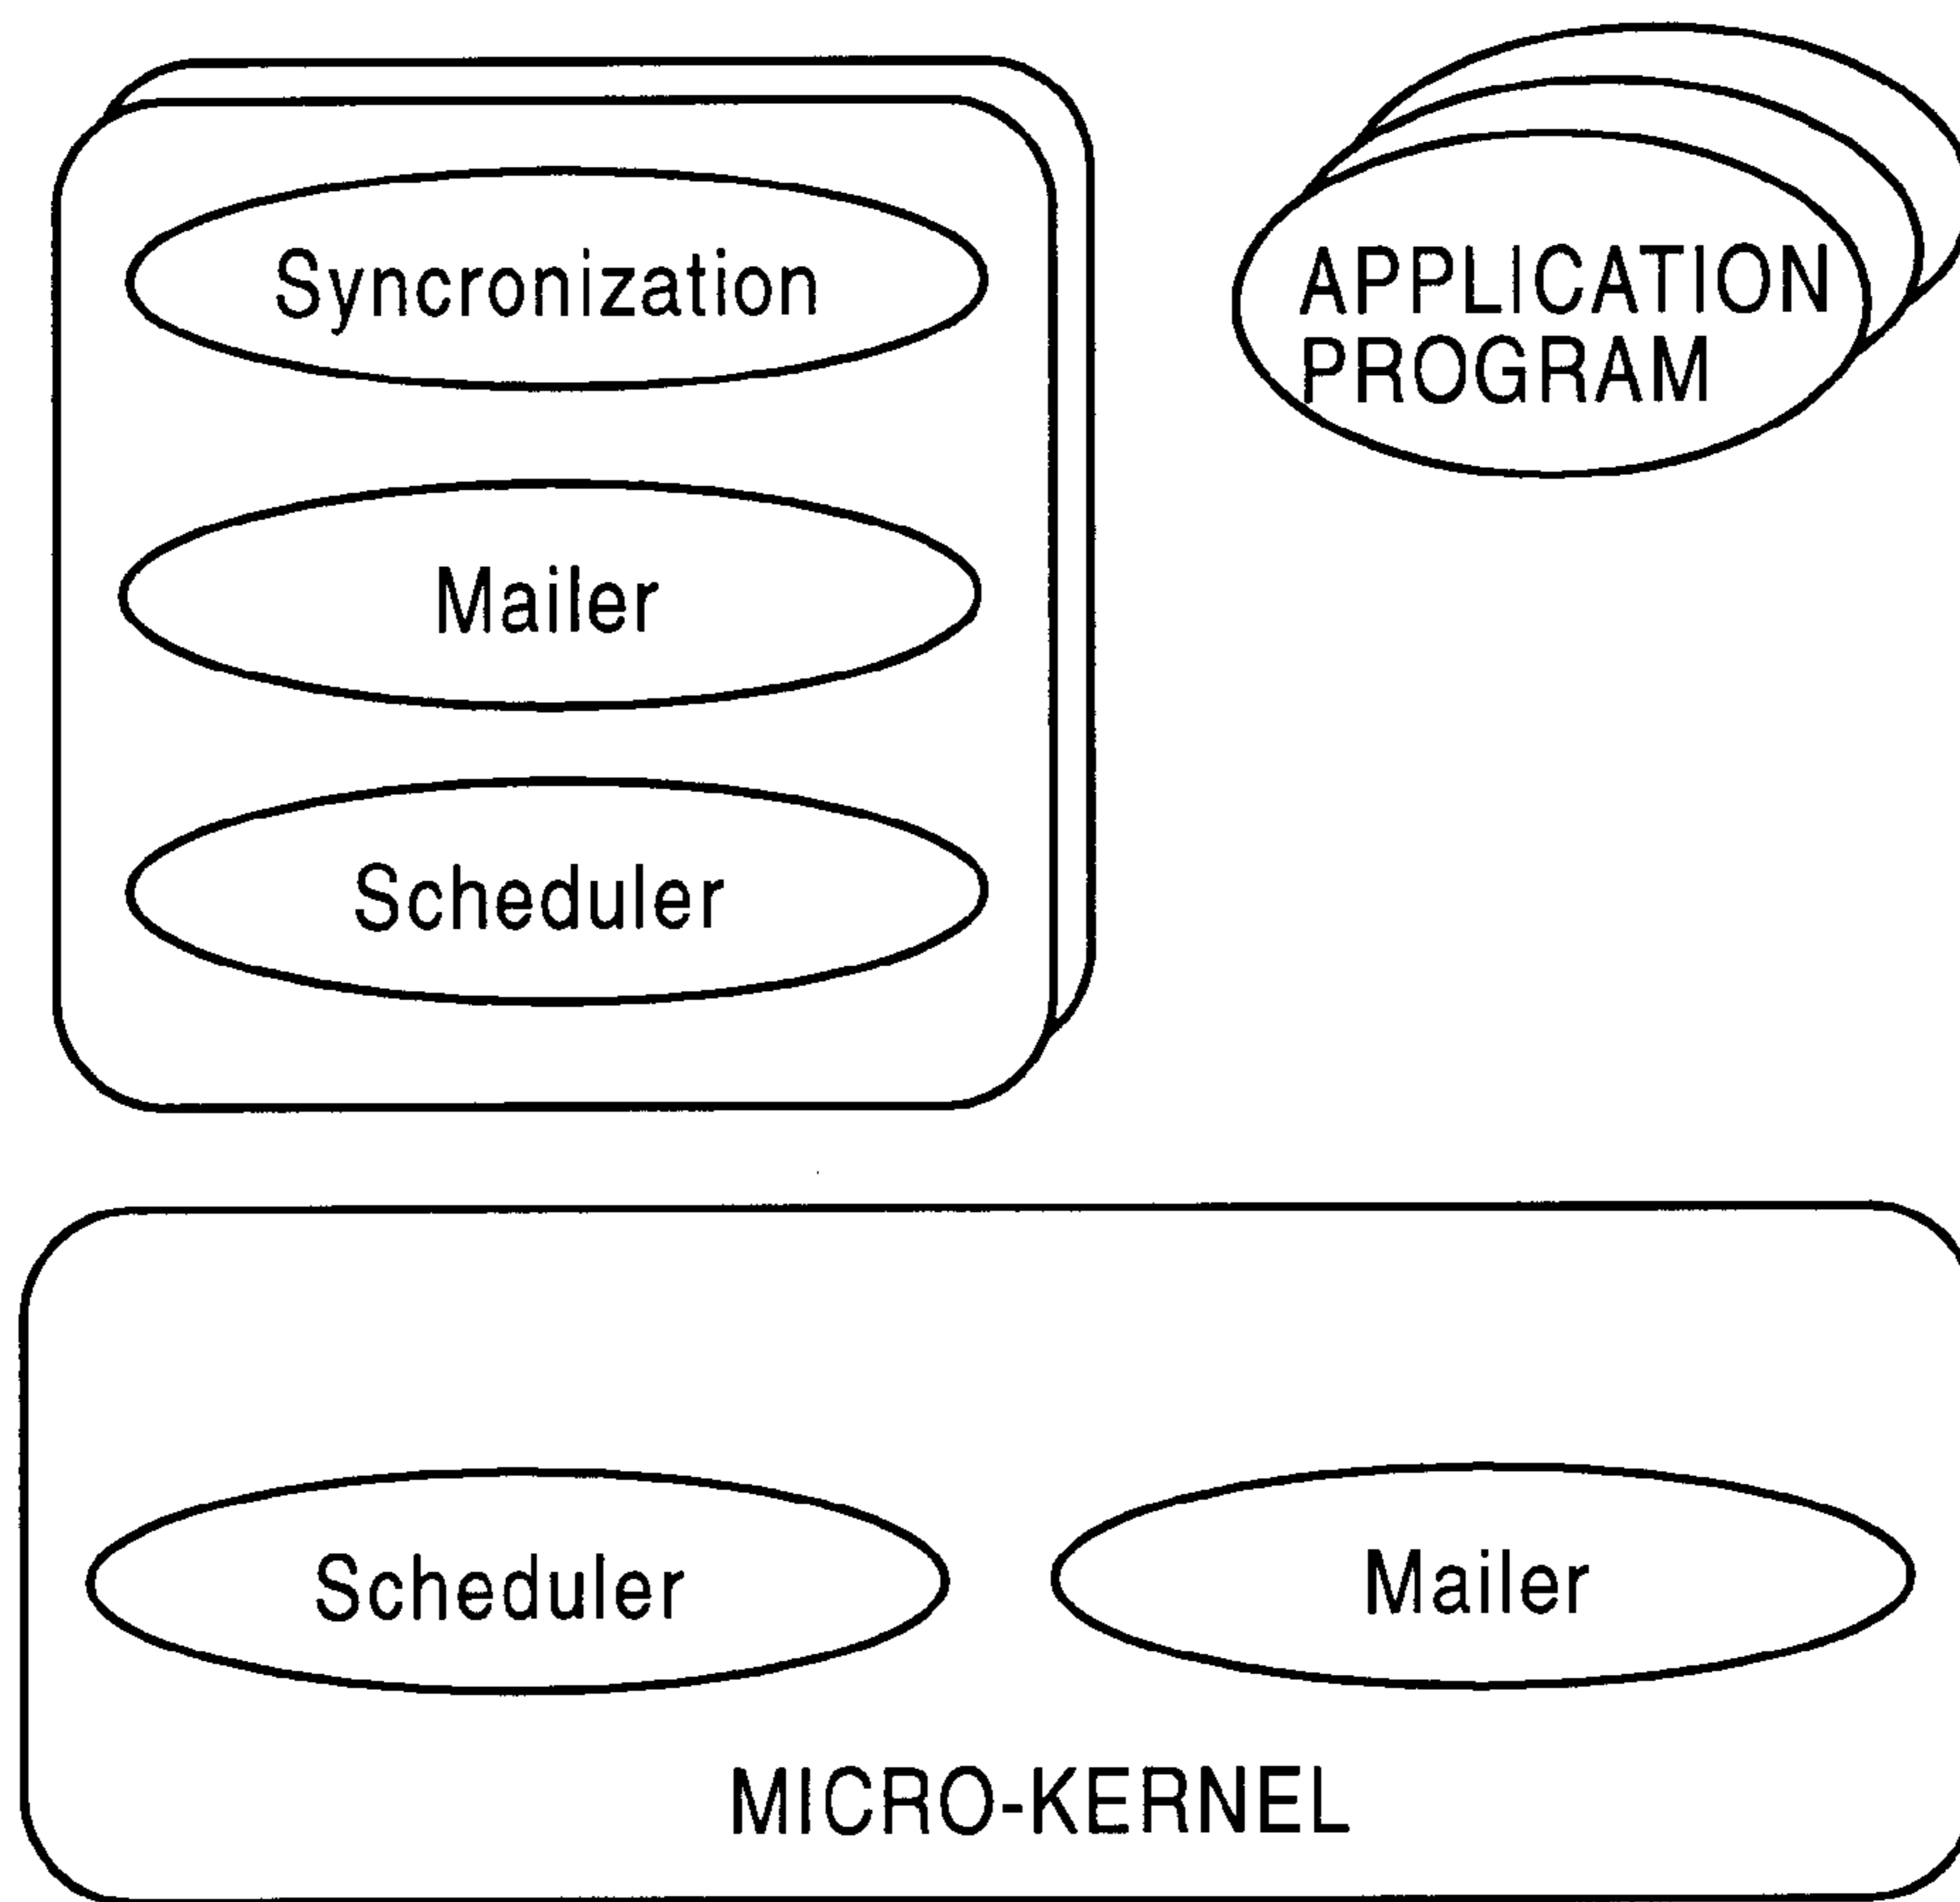 Syncronization
APPLICATION
PROGRAM
Mailer
Scheduler
Scheduler
Mailer
MICRO-KERNEL